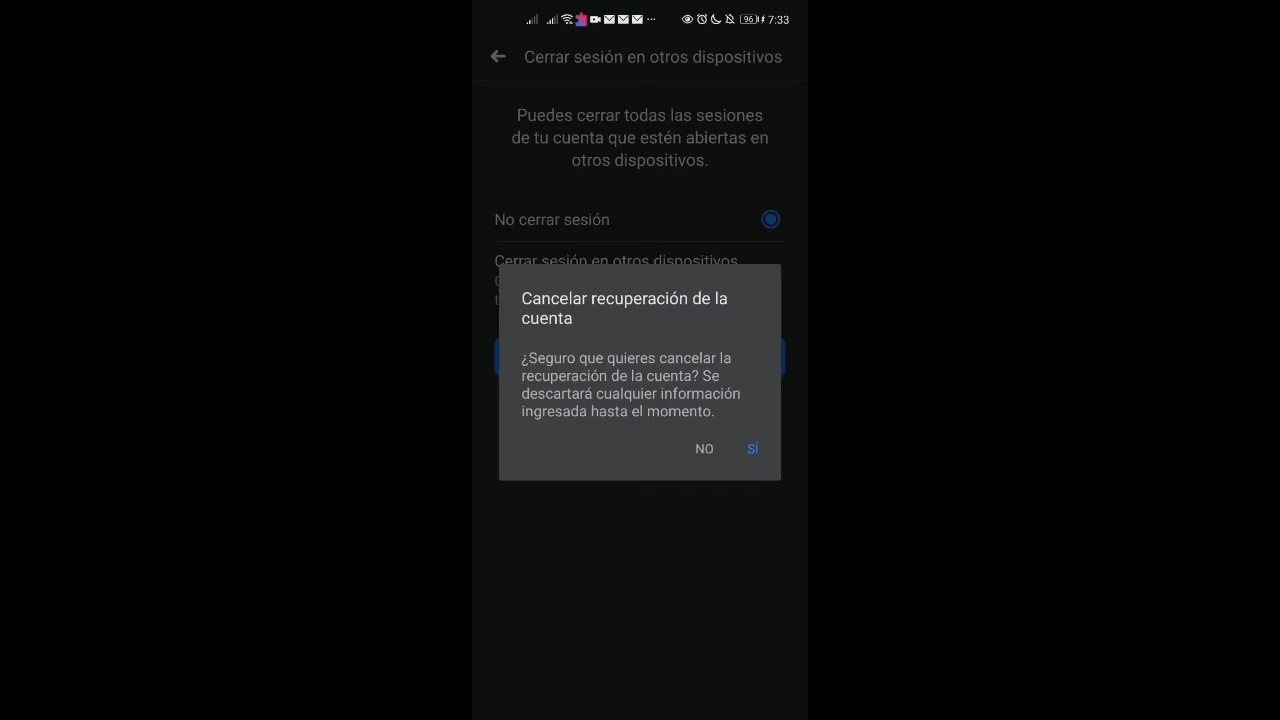 96 7:33
Cerrar sesión en otros dispositivos
Puedes cerrar todas las sesiones
de tu cuenta que estén abiertas en
otros dispositivos.
No cerrar sesión
Cerrar sesión en otros dispositivos
Cancelar recuperación de la
cuenta
¿Seguro que quieres cancelar la
recuperación de la cuenta? Se
descartará cualquier información
ingresada hasta el momento.
NO SÍ